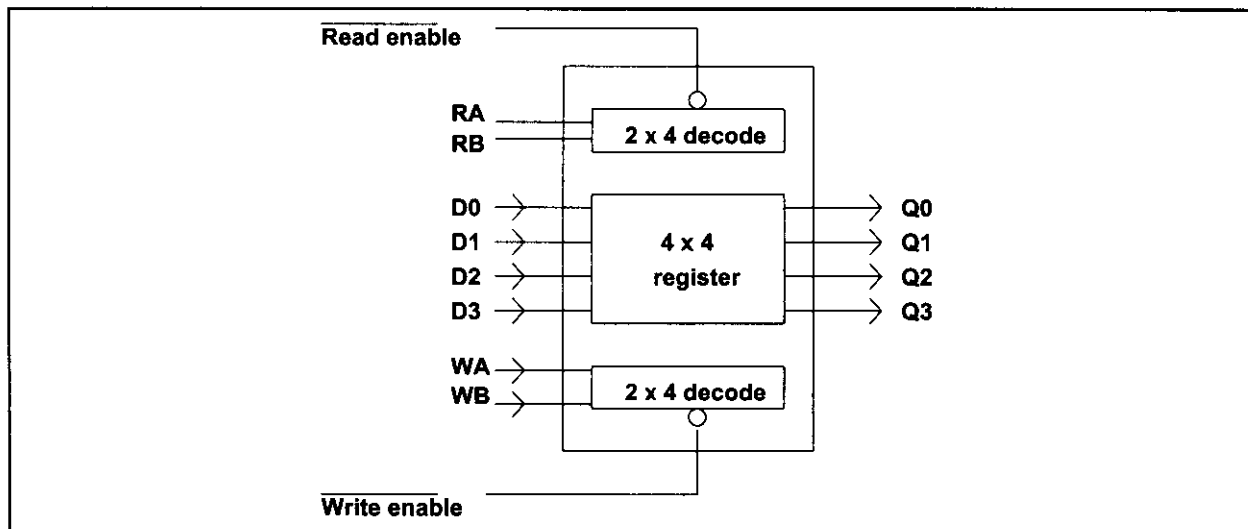 Read enable
RA
RB
2 x 4 decode
D0
D1
D2
D3
4 x 4
register
Q0
Q1
Q2
Q3
WA
WB
2 x 4 decode
Write enable